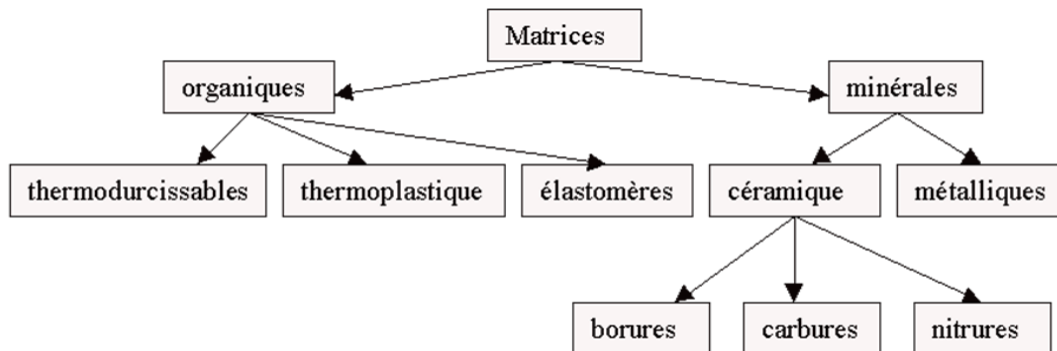 Matrices
organiques
minérales
thermodurcissables
thermoplastique
élastomères
céramique
métalliques
borures
carbures
nitrures